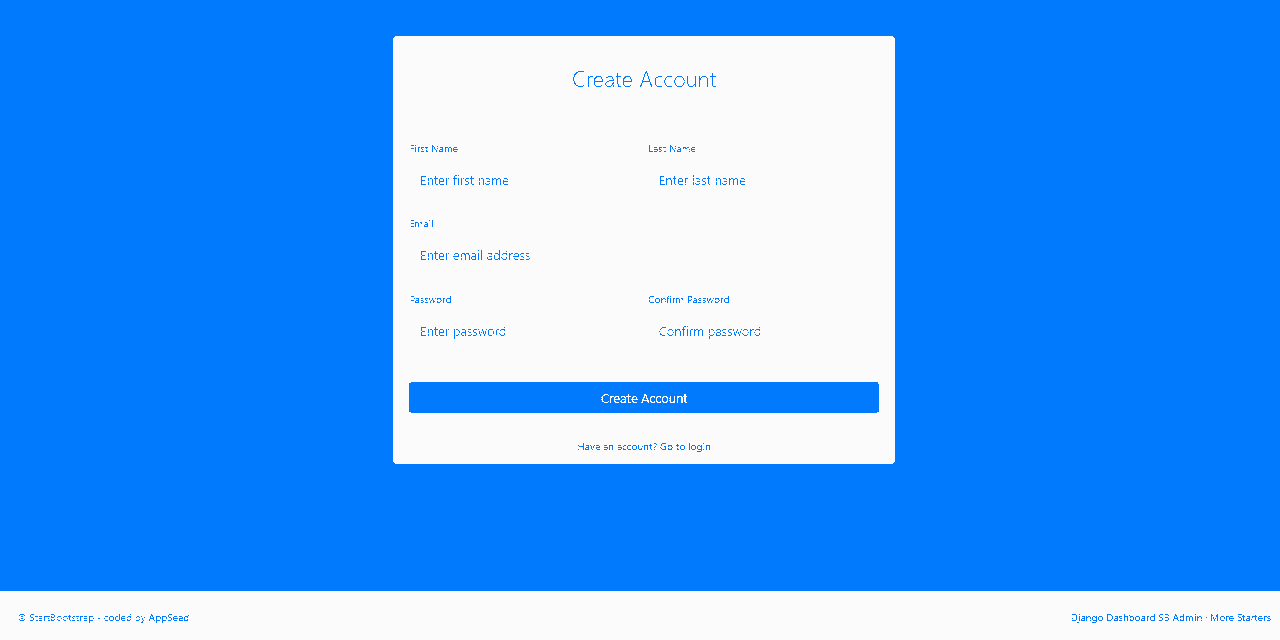 Create Account
First Name
Last Name
Enter first name
Enter last name
Email
Enter email address
Password
Confirm Password
Enter password
Confirm password
Create Account
Have an account? Go to login
© StartBootstrap - coded by AppSeed
Django Dashboard SB Admin · More Starters